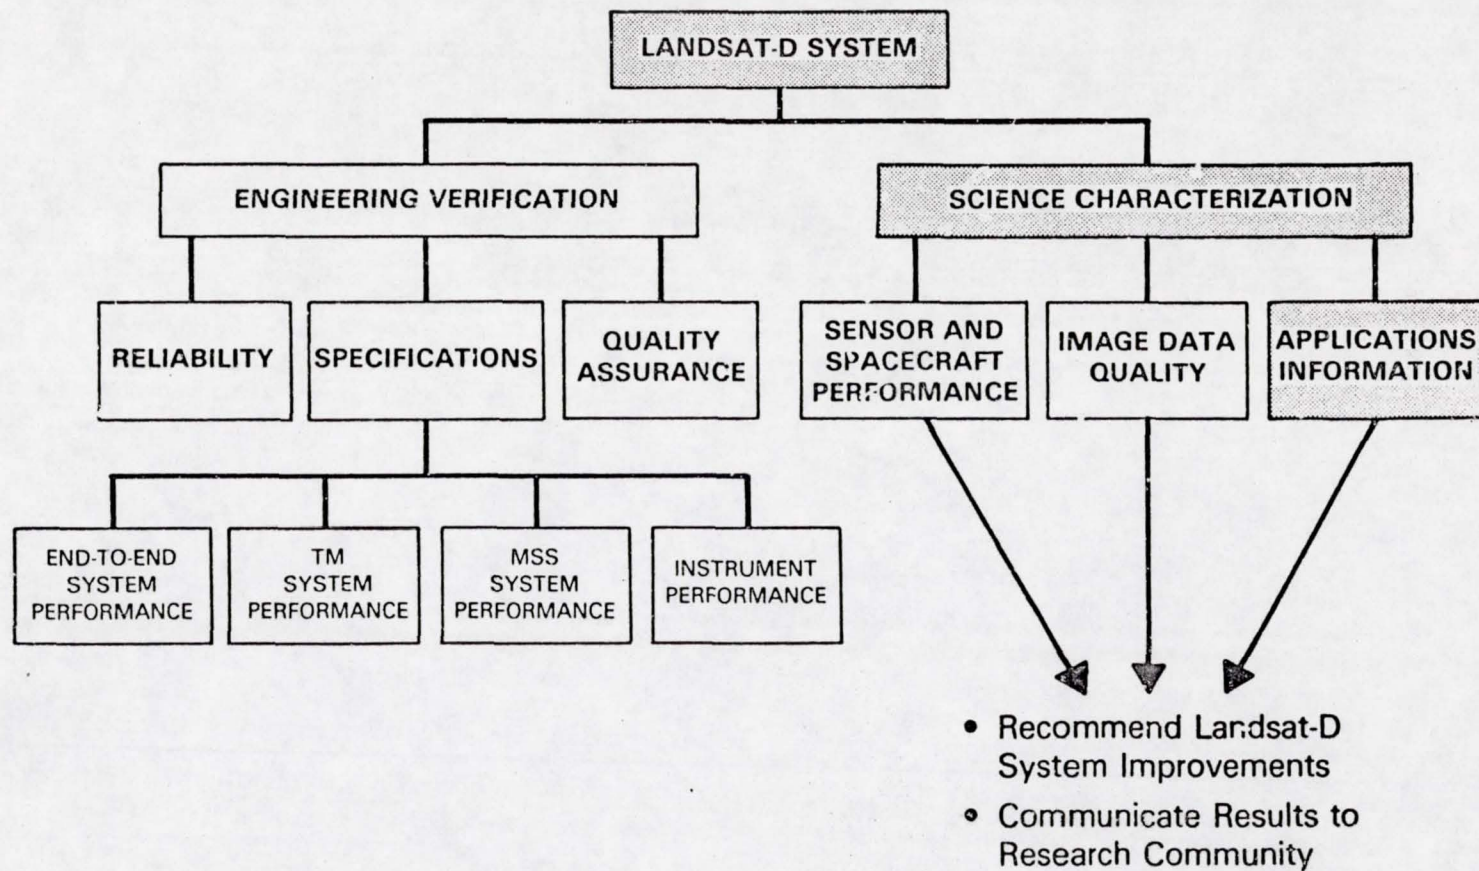 LANDSAT-D SYSTEM
ENGINEERING VERIFICATION
SCIENCE CHARACTERIZATION
RELIABILITY
SPECIFICATIONS
QUALITY
ASSURANCE
SENSOR AND
SPACECRAFT
PERFORMANCE
IMAGE DATA
QUALITY
APPLICATIONS
INFORMATION
END-TO-END
SYSTEM
PERFORMANCE
TM
SYSTEM
PERFORMANCE
MSS
SYSTEM
PERFORMANCE
INSTRUMENT
PERFORMANCE
• Recommend Landsat-D
System Improvements
• Communicate Results to
Research Community